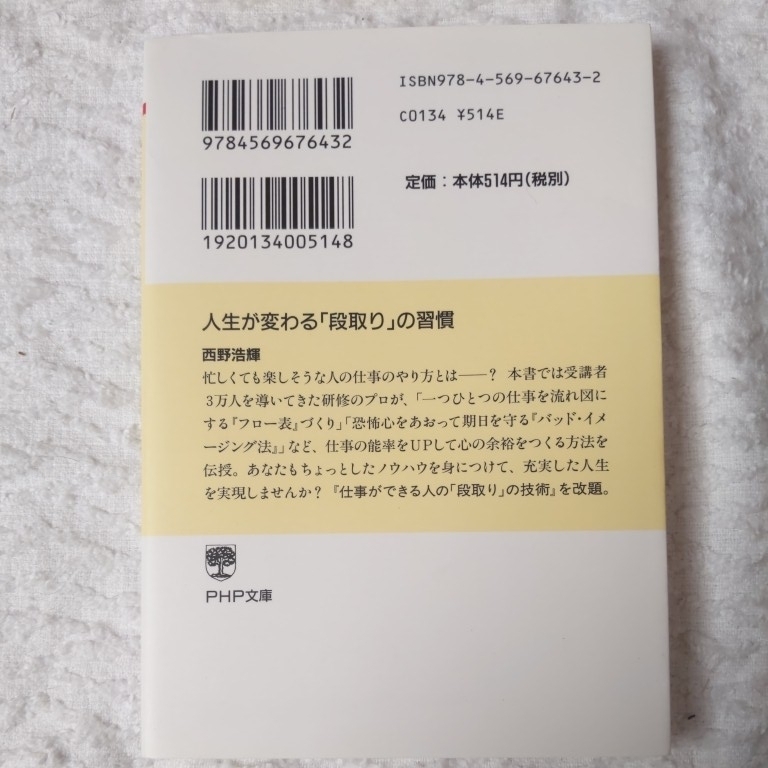 ISBN978-4-569-67643-2
9784569676432
C0134 ¥514E
定価：本体514円(税別)
1920134005148
人生が変わる「段取り」の習慣
西野浩輝
忙しくても楽しそうな人の仕事のやり方とは──？ 本書では受講者
3万人を導いてきた研修のプロが、「一つひとつの仕事を流れ図に
する『フロー表』づくり」「恐怖心をあおって期日を守る『バッド・イメ
ージング法』」など、仕事の能率をUPして心の余裕をつくる方法を
伝授。あなたもちょっとしたノウハウを身につけて、充実した人生
を実現しませんか？『仕事ができる人の「段取り」の技術』を改題。
PHP文庫